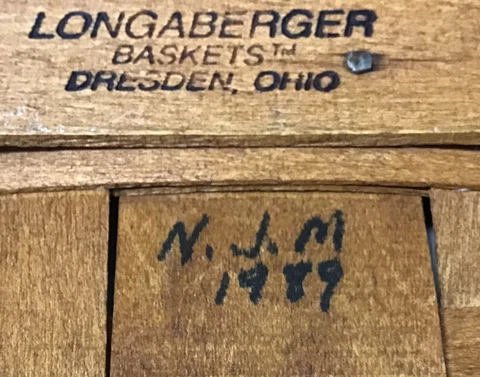 LONGABERGER
BASKETS™
DRESDEN, OHIO
N. J. M
1989